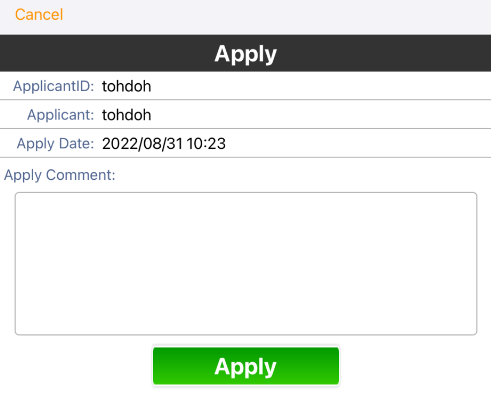 Cancel
Apply
ApplicantID: tohdoh
Applicant: tohdoh
Apply Date: 2022/08/31 10:23
Apply Comment:
Apply